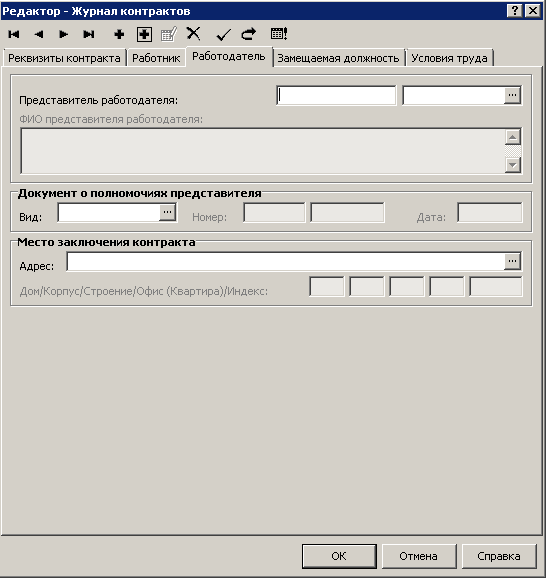 Редактор - Журнал контрактов
Реквизиты контракта Работник Работодатель Замещаемая должность Условия труда
Представитель работодателя:
ФИО представителя работодателя:
Документ о полномочиях представителя
Вид: Номер: Дата:
Место заключения контракта
Адрес:
Дом/Корпус/Строение/Офис (Квартира)/Индекс:
OK Отмена Справка